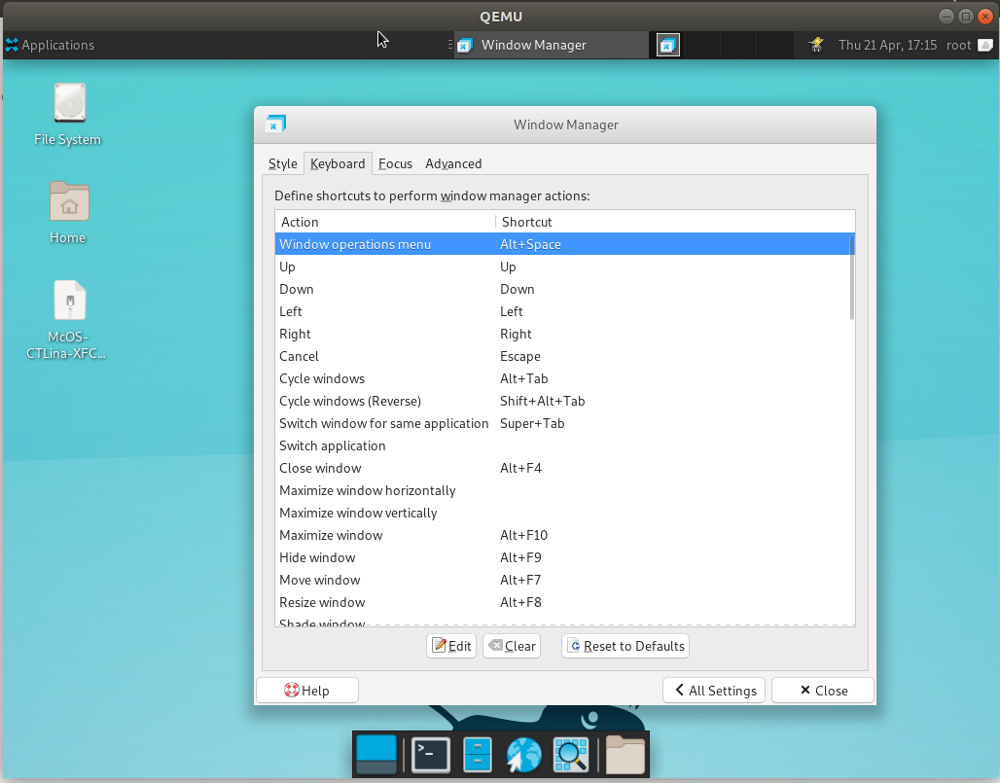 QEMU
Applications
Window Manager
Thu 21 Apr, 17:15 root
File System
Home
McOS-
CTLina-XFC...
Window Manager
Style Keyboard Focus Advanced
Define shortcuts to perform window manager actions:
Action Shortcut
Window operations menu Alt+Space
Up Up
Down Down
Left Left
Right Right
Cancel Escape
Cycle windows Alt+Tab
Cycle windows (Reverse) Shift+Alt+Tab
Switch window for same application Super+Tab
Switch application
Close window Alt+F4
Maximize window horizontally
Maximize window vertically
Maximize window Alt+F10
Hide window Alt+F9
Move window Alt+F7
Resize window Alt+F8
Shade window
Edit Clear Reset to Defaults
Help All Settings Close